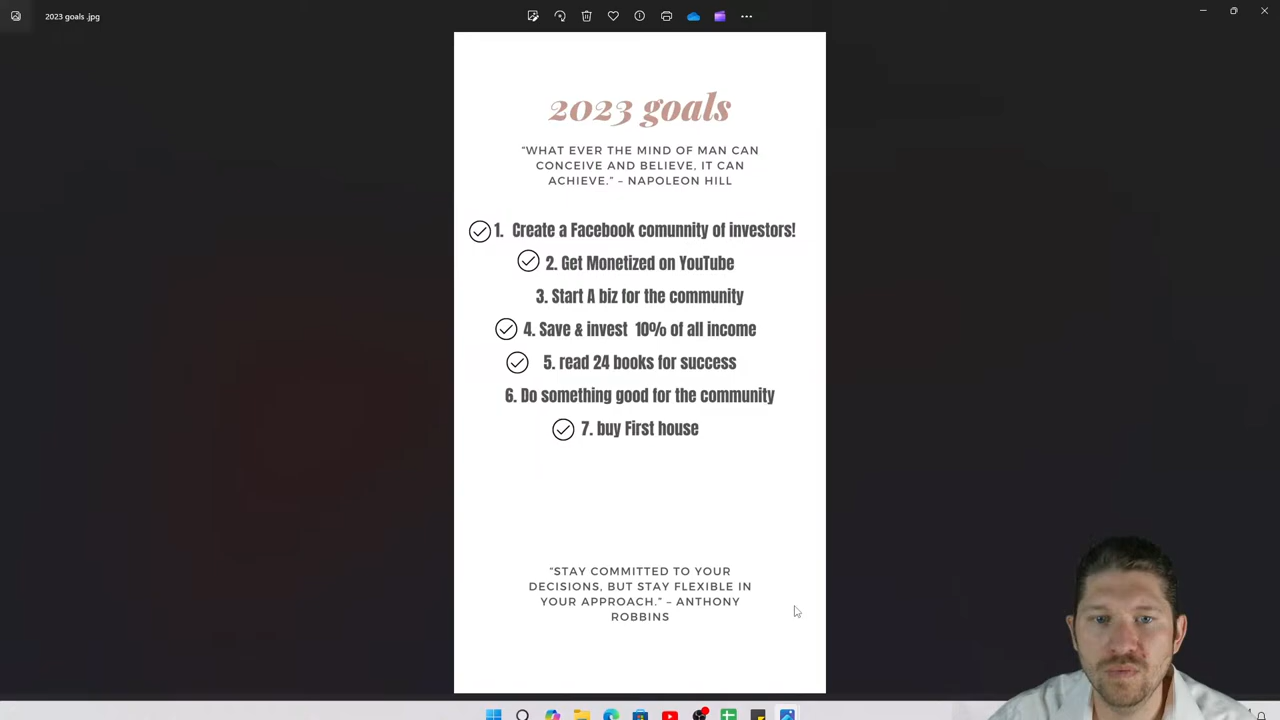 2023 goals .jpg
2023 goals
"WHAT EVER THE MIND OF MAN CAN
CONCEIVE AND BELIEVE, IT CAN
ACHIEVE." – NAPOLEON HILL
1. Create a Facebook comunnity of investors!
2. Get Monetized on YouTube
3. Start A biz for the community
4. Save & invest 10% of all income
5. read 24 books for success
6. Do something good for the community
7. buy First house
"STAY COMMITTED TO YOUR
DECISIONS, BUT STAY FLEXIBLE IN
YOUR APPROACH." – ANTHONY
ROBBINS